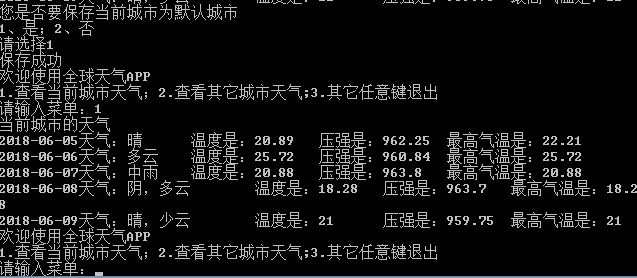 您是否要保存当前城市为默认城市
1、是；2、否
请选择1
保存成功
欢迎使用全球天气APP
1.查看当前城市天气；2.查看其它城市天气;3.其它任意键退出
请输入菜单：1
当前城市的天气
2018-06-05天气：晴 温度是：20.89 压强是：962.25 最高气温是：22.21
2018-06-06天气：多云 温度是：25.72 压强是：960.84 最高气温是：25.72
2018-06-07天气：中雨 温度是：20.88 压强是：963.8 最高气温是：20.88
2018-06-08天气：阴，多云 温度是：18.28 压强是：963.7 最高气温是：18.2
8
2018-06-09天气：晴，少云 温度是：21 压强是：959.75 最高气温是：21
欢迎使用全球天气APP
1.查看当前城市天气；2.查看其它城市天气;3.其它任意键退出
请输入菜单：